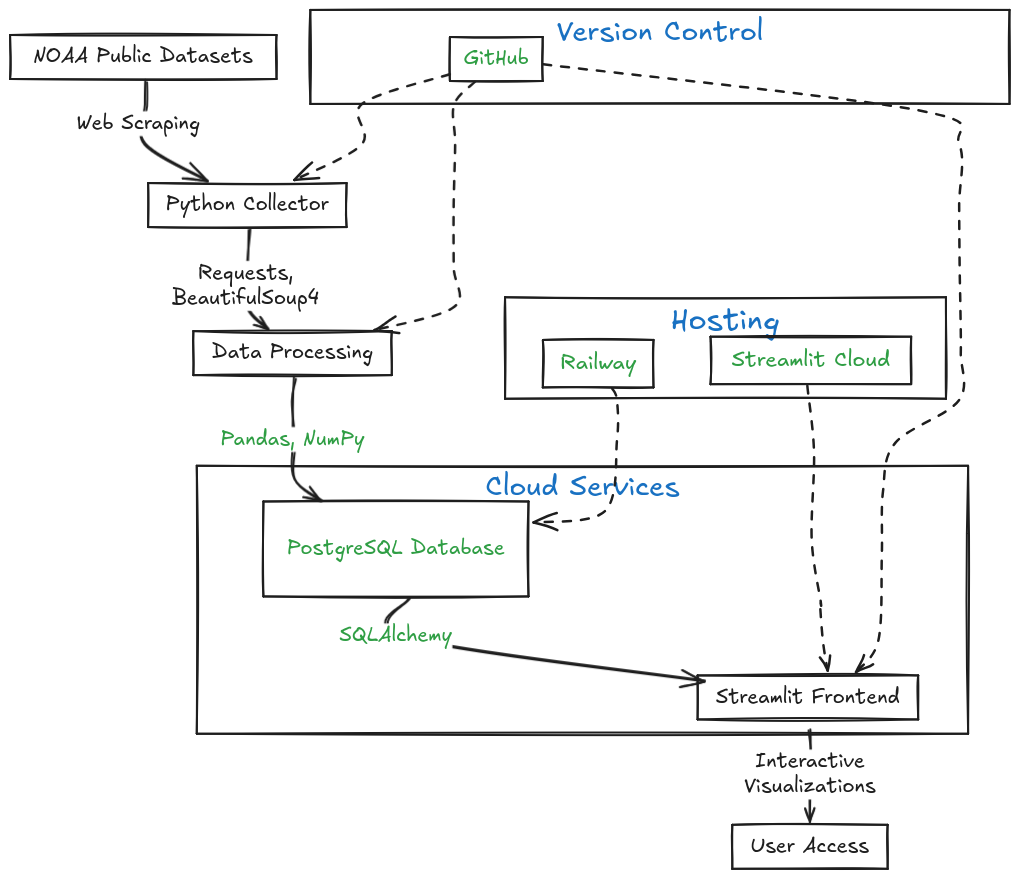 Version Control
GitHub
NOAA Public Datasets
Web Scraping
Python Collector
Requests,
BeautifulSoup4
Data Processing
Hosting
Railway
Streamlit Cloud
Pandas, NumPy
Cloud Services
PostgreSQL Database
SQLAlchemy
Streamlit Frontend
Interactive
Visualizations
User Access